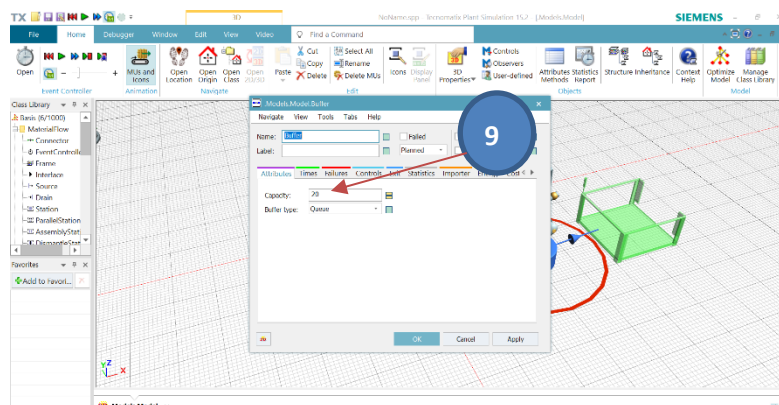 TX 3D NoName.spp - Tecnomatix Plant Simulation 15.2 - [.Models.Model] SIEMENS
File Home Debugger Window Edit View Video Find a Command
Open
MUs and Icons
Open Location
Open Origin
Open Class
Open 2D/3D
Paste
Cut
Copy
Delete
Select All
Rename
Delete MUs
Icons
Display Panel
3D Properties
Controls
Observers
User-defined
Attributes Methods
Statistics Report
Structure
Inheritance
Context Help
Optimize Model
Manage Class Library
Event Controller Animation Navigate Edit Objects Model
Class Library
Basis (6/1000)
MaterialFlow
Connector
EventController
Frame
Interface
Source
Drain
Station
ParallelStation
AssemblyStat
DismantleStat
Favorites
Add to Favori...
.Models.Model.Buffer
Navigate View Tools Tabs Help
Name: Buffer Failed
Label: Planned
9
Attributes Times Failures Controls Exit Statistics Importer Cost
Capacity: 20
Buffer type: Queue
3D OK Cancel Apply
Z
X